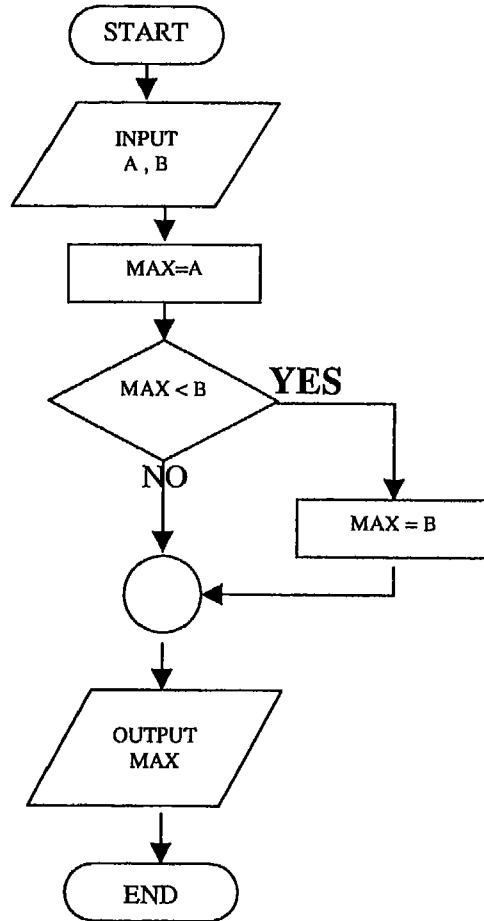 START
INPUT
A , B
MAX=A
MAX < B
YES
NO
MAX = B
OUTPUT
MAX
END